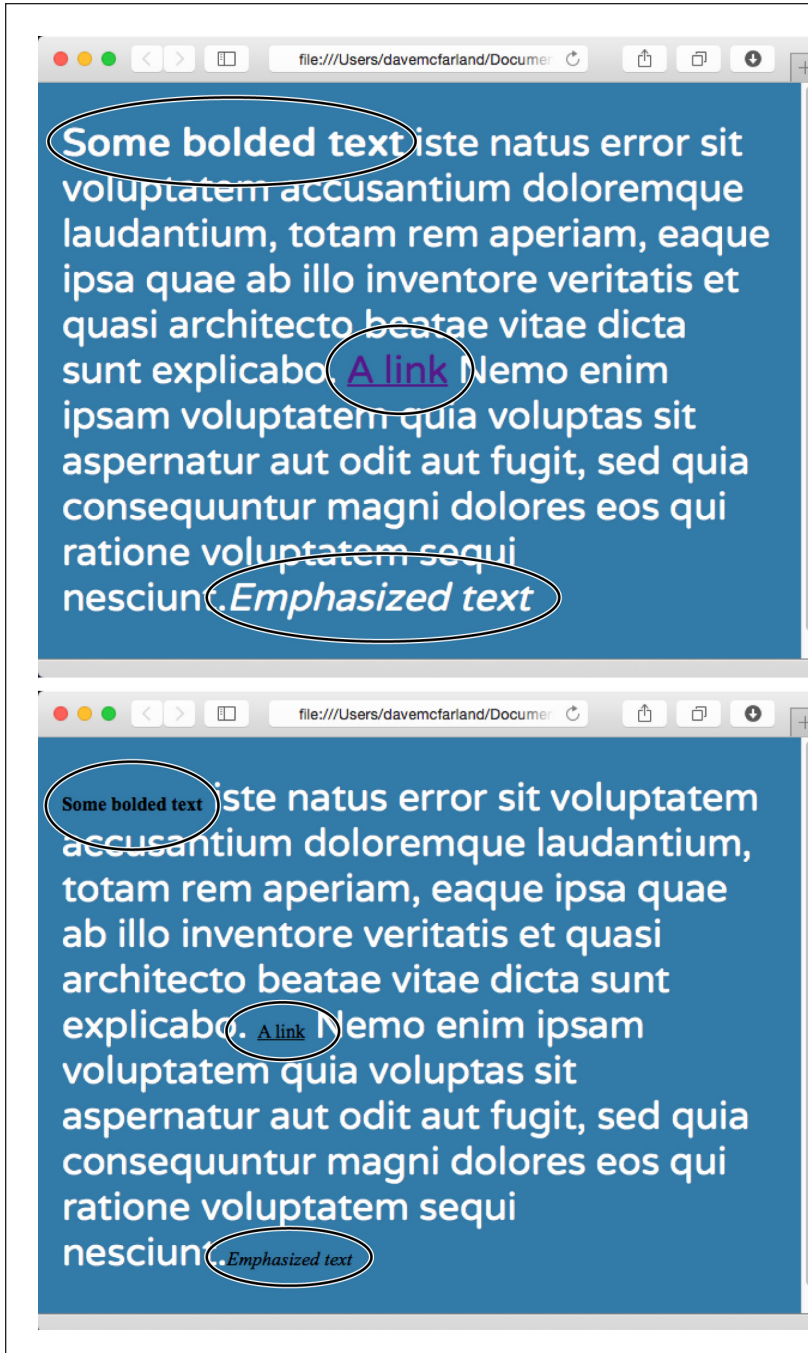 file:///Users/davemcfarland/Documer
Some bolded text iste natus error sit
voluptatem accusantium doloremque
laudantium, totam rem aperiam, eaque
ipsa quae ab illo inventore veritatis et
quasi architecto beatae vitae dicta
sunt explicabo. A link Nemo enim
ipsam voluptatem quia voluptas sit
aspernatur aut odit aut fugit, sed quia
consequuntur magni dolores eos qui
ratione voluptatem sequi
nesciunt.Emphasized text
file:///Users/davemcfarland/Documer
Some bolded text iste natus error sit voluptatem
accusantium doloremque laudantium,
totam rem aperiam, eaque ipsa quae
ab illo inventore veritatis et quasi
architecto beatae vitae dicta sunt
explicabo. A link Nemo enim ipsam
voluptatem quia voluptas sit
aspernatur aut odit aut fugit, sed quia
consequuntur magni dolores eos qui
ratione voluptatem sequi
nesciunt.Emphasized text